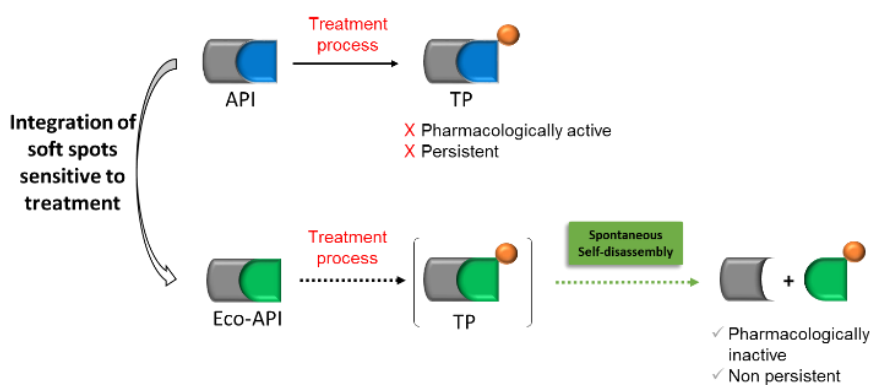 Treatment
process
API
TP
X Pharmacologically active
X Persistent
Integration of
soft spots
sensitive to
treatment
Treatment
process
Spontaneous
Self-disassembly
+
Eco-API
TP
✓ Pharmacologically
inactive
✓ Non persistent